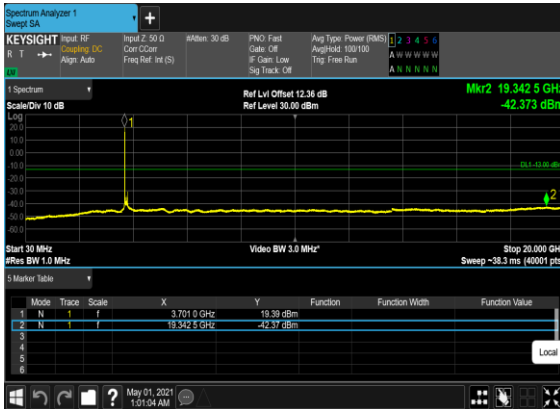 Spectrum Analyzer 1
Swept SA
+
KEYSIGHT Input: RF Input Z: 50 Ω #Atten: 30 dB PNO: Fast Avg Type: Power (RMS) 1 2 3 4 5 6
R T Coupling: DC Corr CCorr Gate: Off Avg|Hold: 100/100 A W W W W W
Align: Auto Freq Ref: Int (S) IF Gain: Low Trig: Free Run
Sig Track: Off A N N N N N
1 Spectrum
Scale/Div 10 dB
Ref Lvl Offset 12.36 dB
Ref Level 30.00 dBm
Mkr2 19.342 5 GHz
-42.373 dBm
Log
1
20.0
10.0
0.00
-10.0
DL1 -13.00 dBm
-20.0
-30.0
2
-40.0
-50.0
-60.0
Start 30 MHz Video BW 3.0 MHz* Stop 20.000 GHz
#Res BW 1.0 MHz Sweep ~38.3 ms (40001 pts)
5 Marker Table
Mode Trace Scale X Y Function Function Width Function Value
1 N 1 f 3.701 0 GHz 19.39 dBm
2 N 1 f 19.342 5 GHz -42.37 dBm
3
4
5
6
Local
?
May 01, 2021
1:01:04 AM